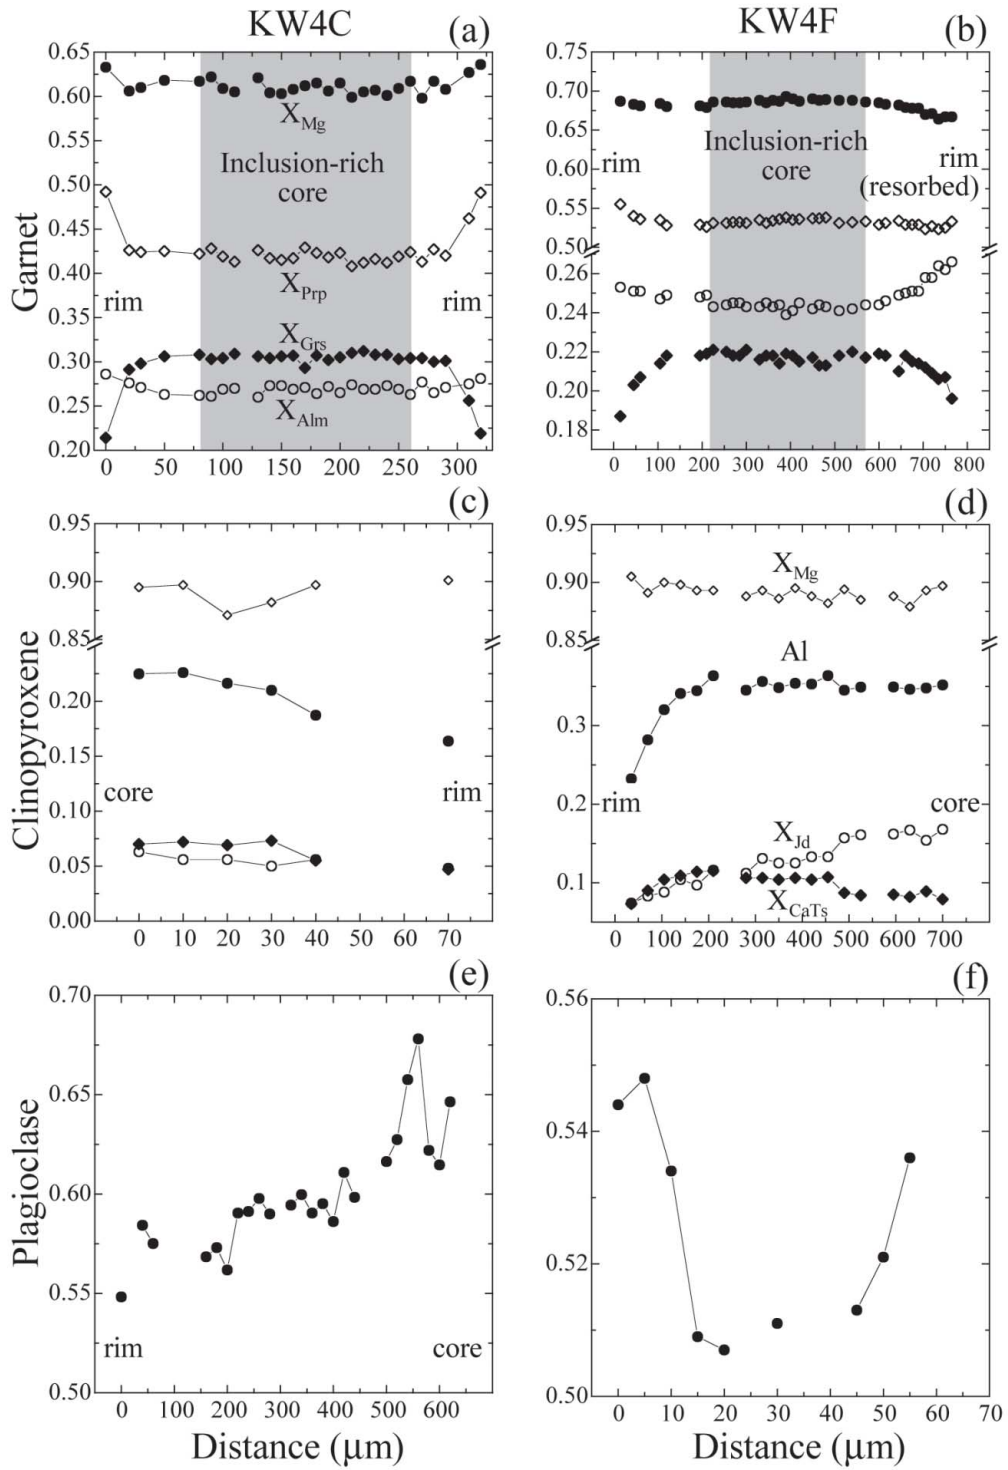 KW4C
KW4F
(a)
(b)
Garnet
0.65
0.60
0.55
0.50
0.45
0.40
0.35
0.30
0.25
0.20
X_Mg
Inclusion-rich
core
rim
rim
X_Prp
X_Grs
X_Alm
0 50 100 150 200 250 300
0.75
0.70
0.65
0.60
0.55
0.50
0.26
0.24
0.22
0.20
0.18
Inclusion-rich
core
rim
rim
(resorbed)
0 100 200 300 400 500 600 700 800
(c)
(d)
Clinopyroxene
0.95
0.90
0.85
0.20
0.15
0.10
0.05
0.00
core
rim
0 10 20 30 40 50 60 70
0.95
0.90
0.85
0.3
0.2
0.1
X_Mg
Al
rim
core
X_Jd
X_CaTs
0 100 200 300 400 500 600 700
(e)
(f)
Plagioclase
0.70
0.65
0.60
0.55
0.50
rim
core
0 100 200 300 400 500 600
Distance (μm)
0.56
0.54
0.52
0.50
0 10 20 30 40 50 60 70
Distance (μm)